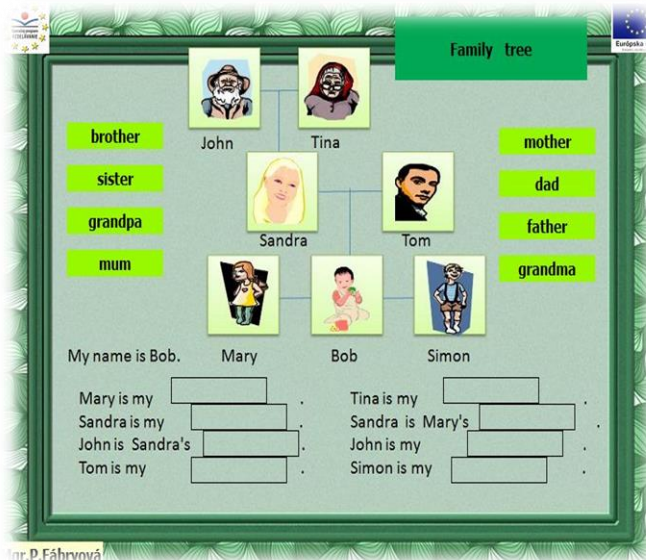 Family tree
Európska
John Tina
brother
sister
grandpa
mum
mother
dad
father
grandma
Sandra Tom
My name is Bob. Mary Bob Simon
Mary is my .
Sandra is my .
John is Sandra's .
Tom is my .
Tina is my .
Sandra is Mary's .
John is my .
Simon is my .
P.Fábryová